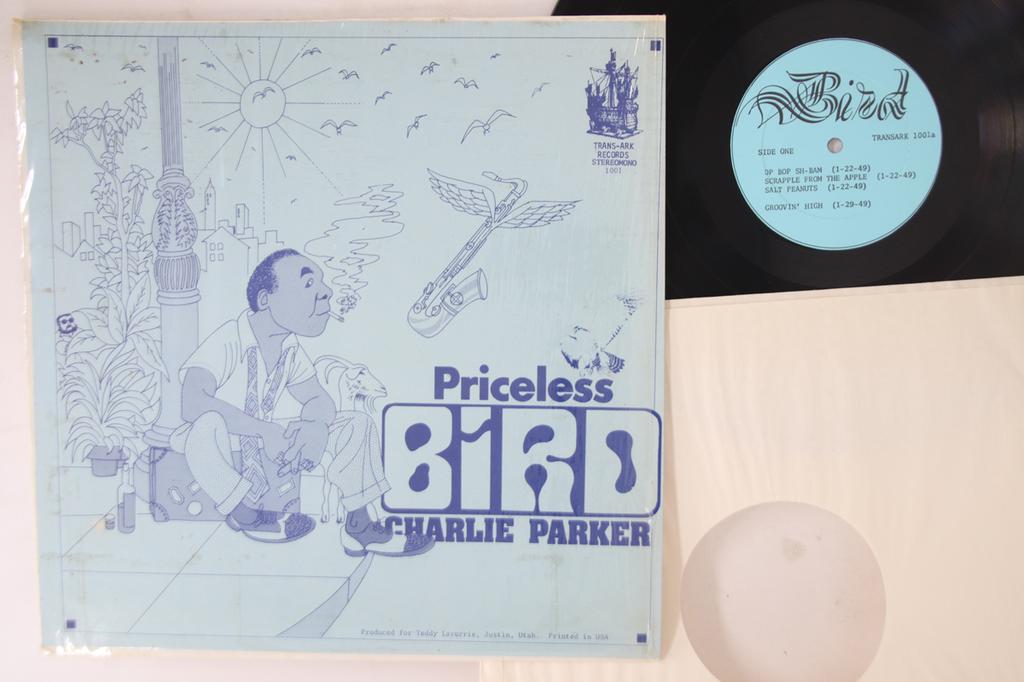 TRANS-ARK
RECORDS
STEREOMONO
1001
Priceless
BiRD
CHARLIE PARKER
Produced for Teddy Lavurrie, Justin, Utah. Printed in USA
Bird
TRANSARK 1001a
SIDE ONE
OP BOP SH-BAM (1-22-49)
SCRAPPLE FROM THE APPLE (1-22-49)
SALT PEANUTS (1-22-49)
GROOVIN' HIGH (1-29-49)